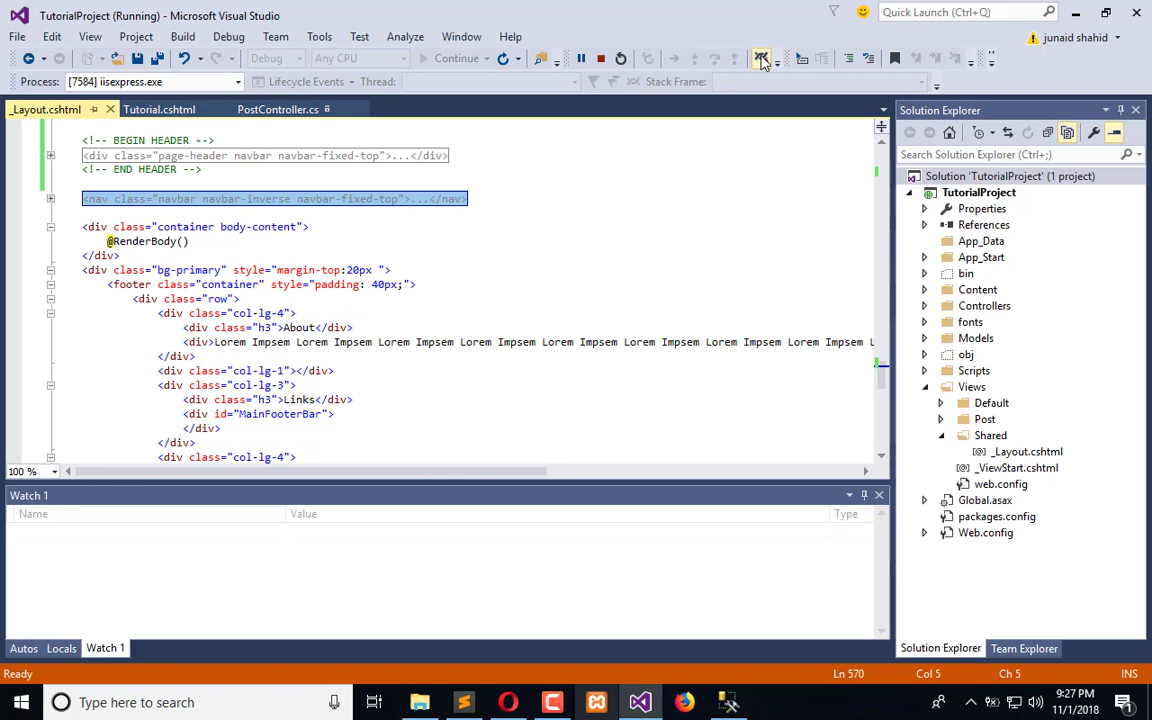 TutorialProject (Running) - Microsoft Visual Studio
Quick Launch (Ctrl+Q)
File Edit View Project Build Debug Team Tools Test Analyze Window Help
junaid shahid
Debug Any CPU Continue
Process: [7584] iisexpress.exe Lifecycle Events Thread: Stack Frame:
_Layout.cshtml Tutorial.cshtml PostController.cs
<!-- BEGIN HEADER -->
<div class="page-header navbar navbar-fixed-top">...</div>
<!-- END HEADER -->
<nav class="navbar navbar-inverse navbar-fixed-top">...</nav>
<div class="container body-content">
@RenderBody()
</div>
<div class="bg-primary" style="margin-top:20px ">
<footer class="container" style="padding: 40px;">
<div class="row">
<div class="col-lg-4">
<div class="h3">About</div>
<div>Lorem Impsem Lorem Impsem Lorem Impsem Lorem Impsem Lorem Impsem Lorem Impsem Lorem Impsem Lorem Impsem L
</div>
<div class="col-lg-1"></div>
<div class="col-lg-3">
<div class="h3">Links</div>
<div id="MainFooterBar">
</div>
</div>
<div class="col-lg-4">
100 %
Watch 1
Name Value Type
Autos Locals Watch 1
Solution Explorer
Search Solution Explorer (Ctrl+;)
Solution 'TutorialProject' (1 project)
TutorialProject
Properties
References
App_Data
App_Start
bin
Content
Controllers
fonts
Models
obj
Scripts
Views
Default
Post
Shared
_Layout.cshtml
_ViewStart.cshtml
web.config
Global.asax
packages.config
Web.config
Solution Explorer Team Explorer
Ready Ln 570 Col 5 Ch 5 INS
Type here to search
9:27 PM
11/1/2018
1